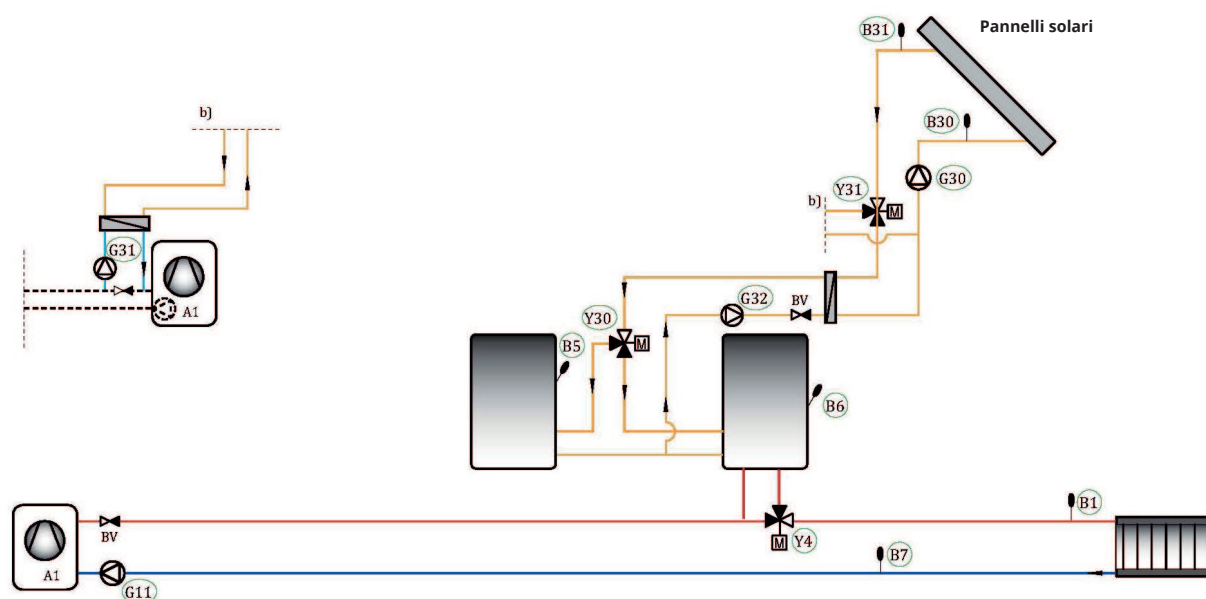 B31
Pannelli solari
b)
B30
G30
Y31
b)
M
G31
A1
G32
BV
Y30
M
B5
B6
B1
BV
A1
M
Y4
B7
G11